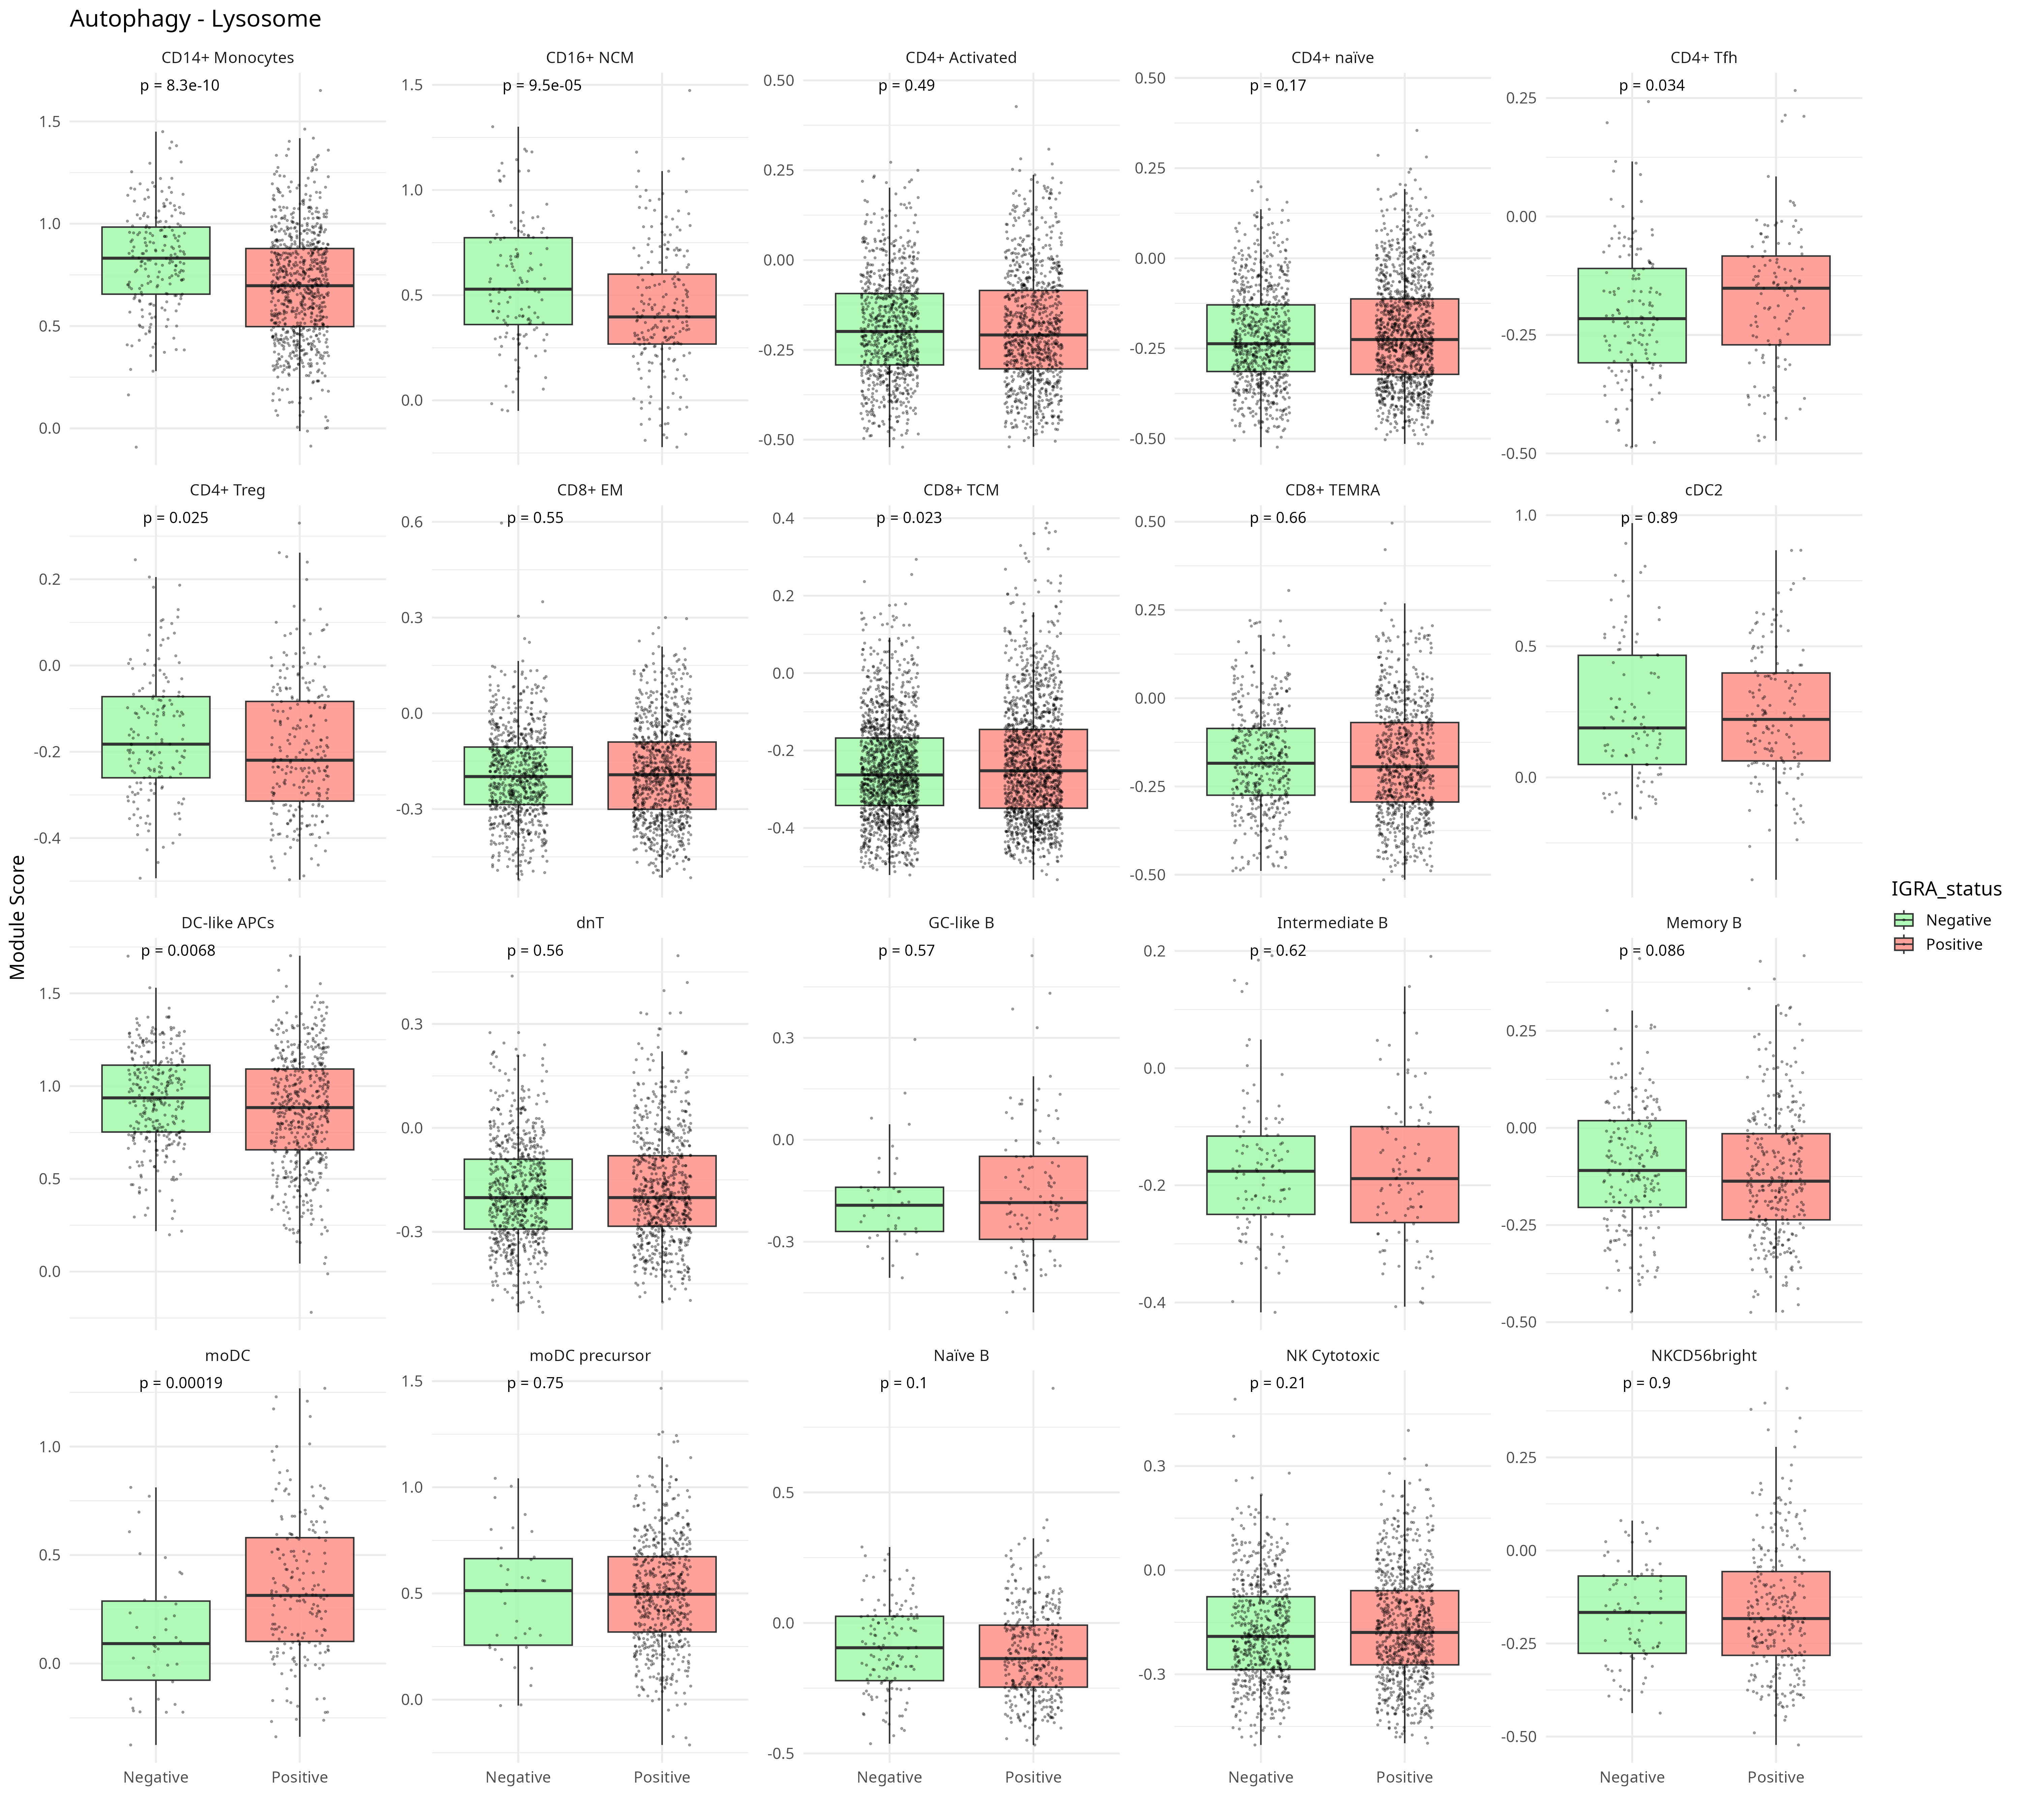 Autophagy - Lysosome
CD14+ Monocytes
p = 8.3e-10
1.5
1.0
0.5
0.0
CD16+ NCM
p = 9.5e-05
1.5
1.0
0.5
0.0
CD4+ Activated
p = 0.49
0.50
0.25
0.00
-0.25
-0.50
CD4+ naïve
p = 0.17
0.50
0.25
0.00
-0.25
-0.50
CD4+ Tfh
p = 0.034
0.25
0.00
-0.25
-0.50
CD4+ Treg
p = 0.025
0.2
0.0
-0.2
-0.4
CD8+ EM
p = 0.55
0.6
0.3
0.0
-0.3
CD8+ TCM
p = 0.023
0.4
0.2
0.0
-0.2
-0.4
CD8+ TEMRA
p = 0.66
0.50
0.25
0.00
-0.25
-0.50
cDC2
p = 0.89
1.0
0.5
0.0
DC-like APCs
p = 0.0068
1.5
1.0
0.5
0.0
dnT
p = 0.56
0.3
0.0
-0.3
GC-like B
p = 0.57
0.3
0.0
-0.3
Intermediate B
p = 0.62
0.2
0.0
-0.2
-0.4
Memory B
p = 0.086
0.25
0.00
-0.25
-0.50
moDC
p = 0.00019
1.0
0.5
0.0
Negative
Positive
moDC precursor
p = 0.75
1.5
1.0
0.5
0.0
Negative
Positive
Naïve B
p = 0.1
0.5
0.0
-0.5
Negative
Positive
NK Cytotoxic
p = 0.21
0.3
0.0
-0.3
Negative
Positive
NKCD56bright
p = 0.9
0.25
0.00
-0.25
-0.50
Negative
Positive
Module Score
IGRA_status
Negative
Positive